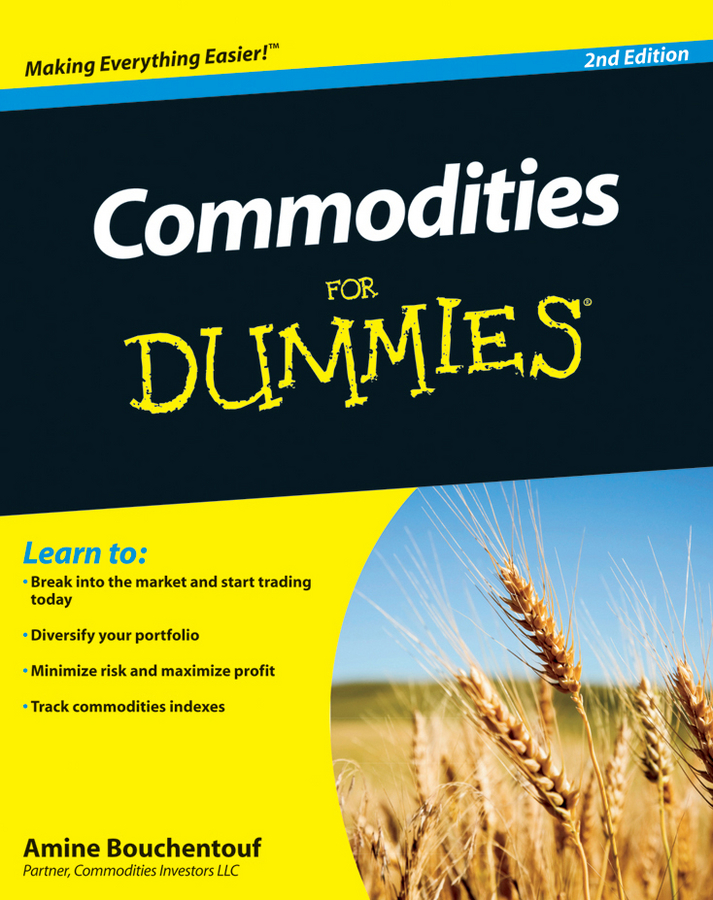 Making Everything Easier!™
2nd Edition
Commodities
FOR
DUMMIES®
Learn to:
• Break into the market and start trading
today
• Diversify your portfolio
• Minimize risk and maximize profit
• Track commodities indexes
Amine Bouchentouf
Partner, Commodities Investors LLC